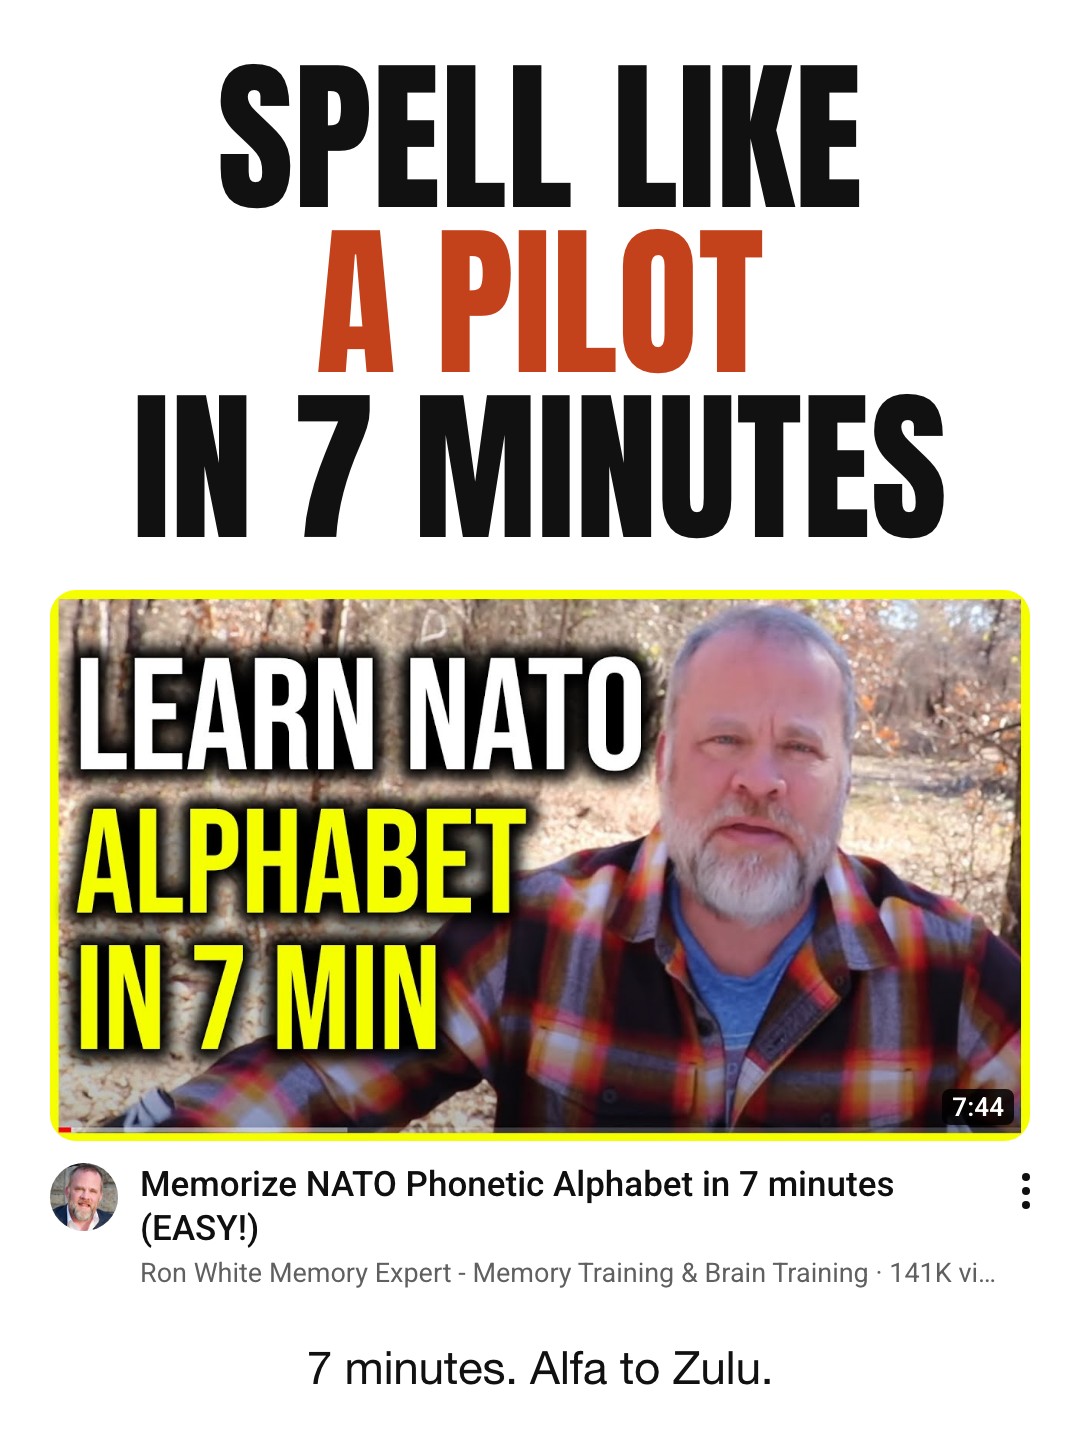 SPELL LIKE
A PILOT
IN 7 MINUTES
LEARN NATO
ALPHABET
IN 7 MIN
7:44
Memorize NATO Phonetic Alphabet in 7 minutes
(EASY!)
Ron White Memory Expert - Memory Training & Brain Training · 141K vi...
7 minutes. Alfa to Zulu.